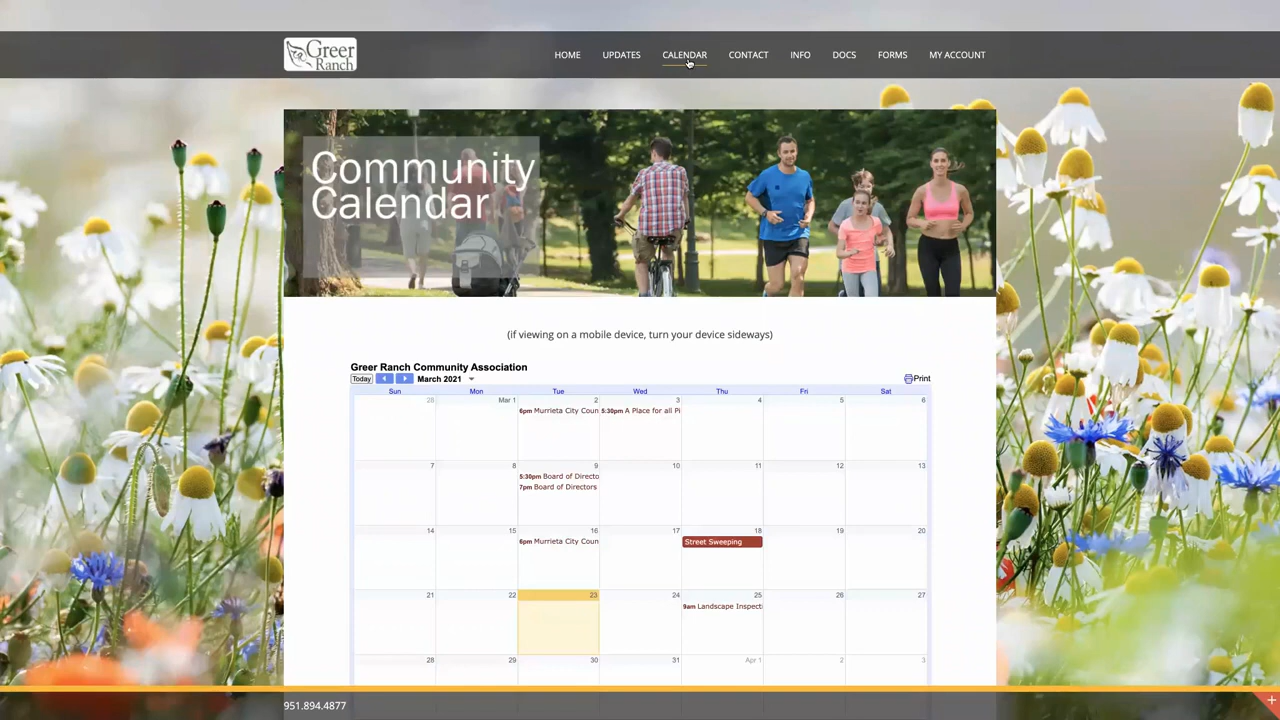 Greer
Ranch
HOME UPDATES CALENDAR CONTACT INFO DOCS FORMS MY ACCOUNT
Community
Calendar
(if viewing on a mobile device, turn your device sideways)
Greer Ranch Community Association
Today March 2021 Print
Sun Mon Tue Wed Thu Fri Sat
28 Mar 1 2 3 4 5 6
6pm Murrieta City Coun 5:30pm A Place for all Pi
7 8 9 10 11 12 13
5:30pm Board of Directo
7pm Board of Directors
14 15 16 17 18 19 20
6pm Murrieta City Coun Street Sweeping
21 22 23 24 25 26 27
9am Landscape Inspect
28 29 30 31 Apr 1 2 3
951.894.4877